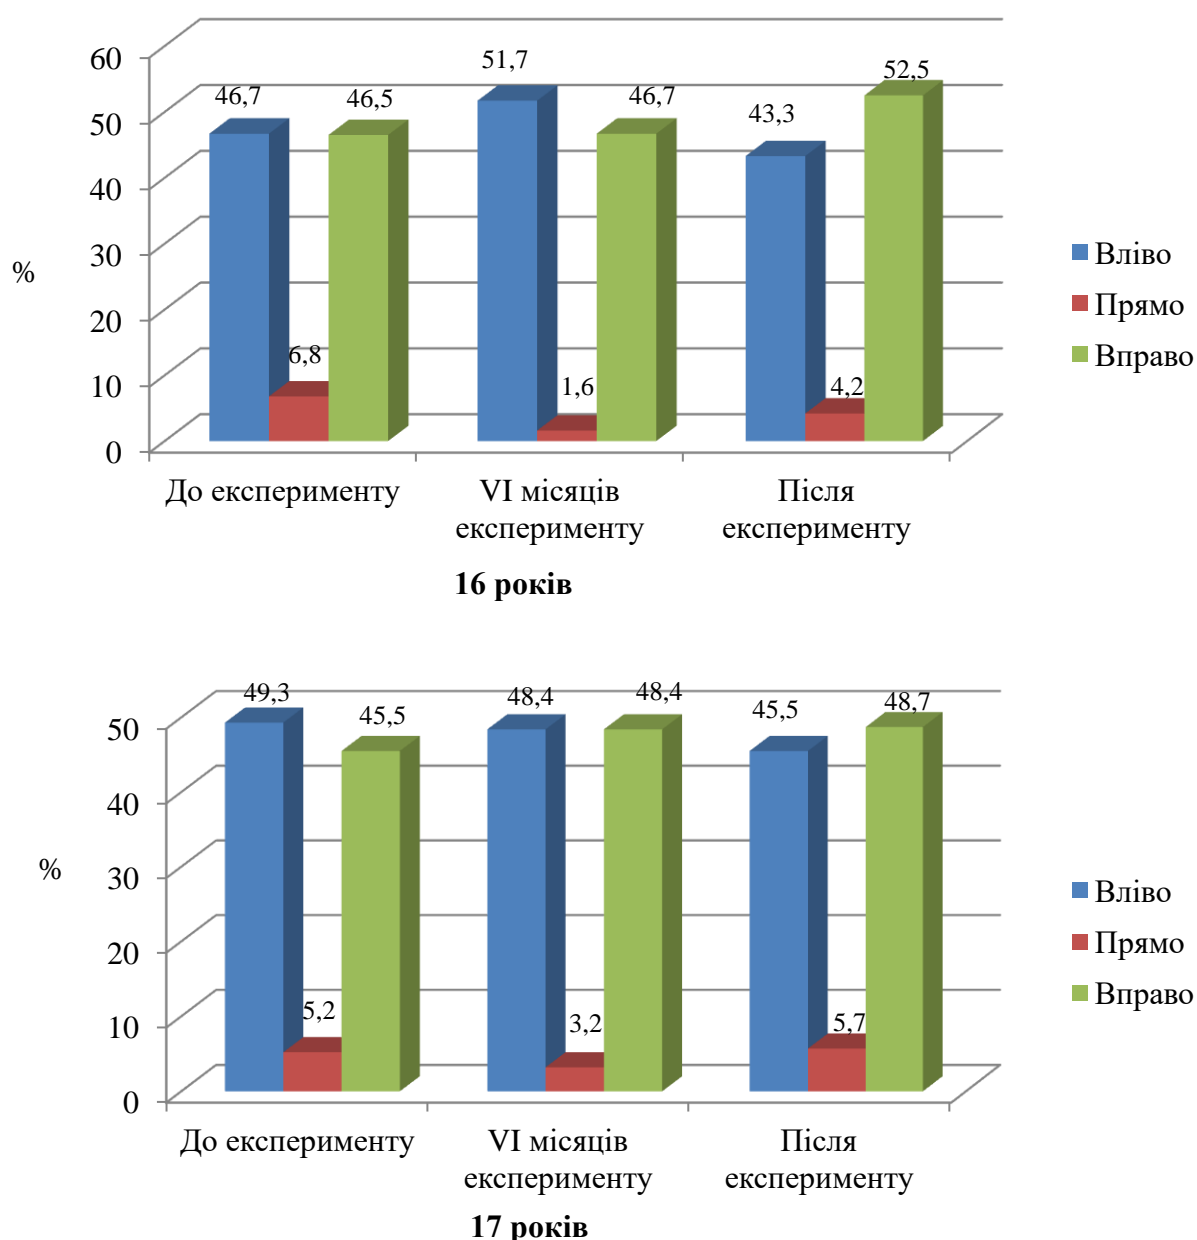 60
50
40
30
20
10
0
%
46,7
6,8
46,5
51,7
1,6
46,7
43,3
4,2
52,5
До експерименту
VI місяців
експерименту
Після
експерименту
Вліво
Прямо
Вправо
16 років
50
40
30
20
10
0
%
49,3
5,2
45,5
48,4
3,2
48,4
45,5
5,7
48,7
До експерименту
VI місяців
експерименту
Після
експерименту
Вліво
Прямо
Вправо
17 років